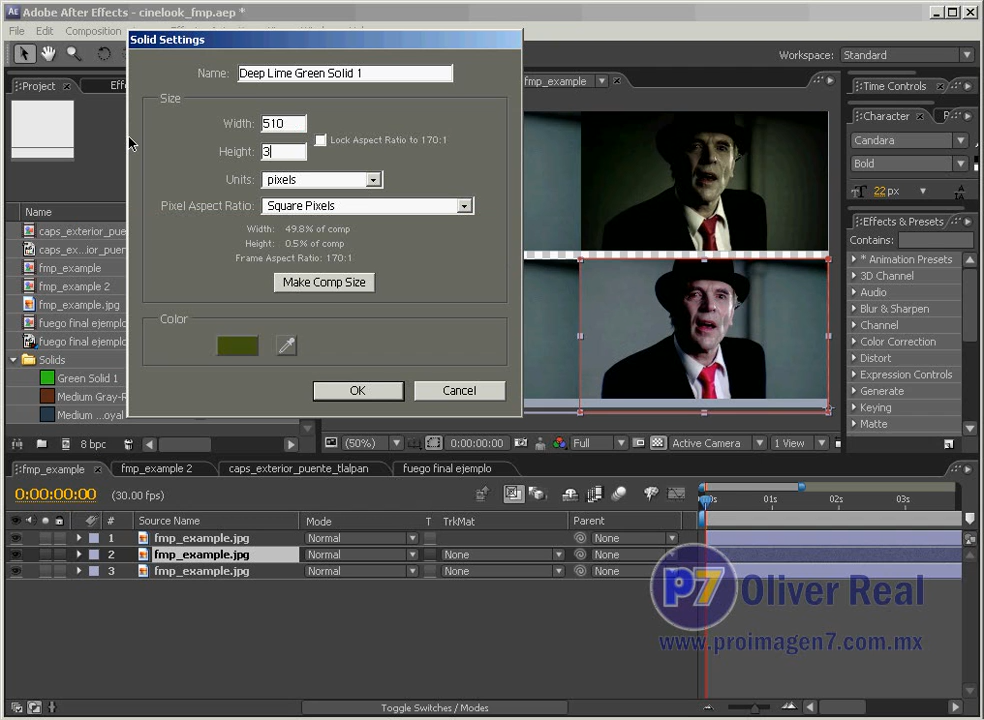 Adobe After Effects - cinelook_fmp.aep *
File Edit Composition
Workspace: Standard
Solid Settings
Name: Deep Lime Green Solid 1
Size
Width: 510
Lock Aspect Ratio to 170:1
Height: 3
Units: pixels
Pixel Aspect Ratio: Square Pixels
Width: 49.8% of comp
Height: 0.5% of comp
Frame Aspect Ratio: 170:1
Make Comp Size
Color
OK Cancel
Project Effe
Name
caps_exterior_pue
caps_ex...ior_pue
fmp_example
fmp_example 2
fmp_example.jpg
fuego final ejemplo
fuego final ejemplo
Solids
Green Solid 1
Medium Gray-R
Medium ...oyal
8 bpc
fmp_example
(50%) 0:00:00:00 Full Active Camera 1 View
Time Controls
Character P
Candara
Bold
22 px
Effects & Presets
Contains:
* Animation Presets
3D Channel
Audio
Blur & Sharpen
Channel
Color Correction
Distort
Expression Controls
Generate
Keying
Matte
fmp_example fmp_example 2 caps_exterior_puente_tlalpan fuego final ejemplo
0:00:00:00 (30.00 fps)
0s 01s 02s 03s
# Source Name Mode T TrkMat Parent
1 fmp_example.jpg Normal None
2 fmp_example.jpg Normal None None
3 fmp_example.jpg Normal None None
P7 Oliver Real
www.proimagen7.com.mx
Toggle Switches / Modes